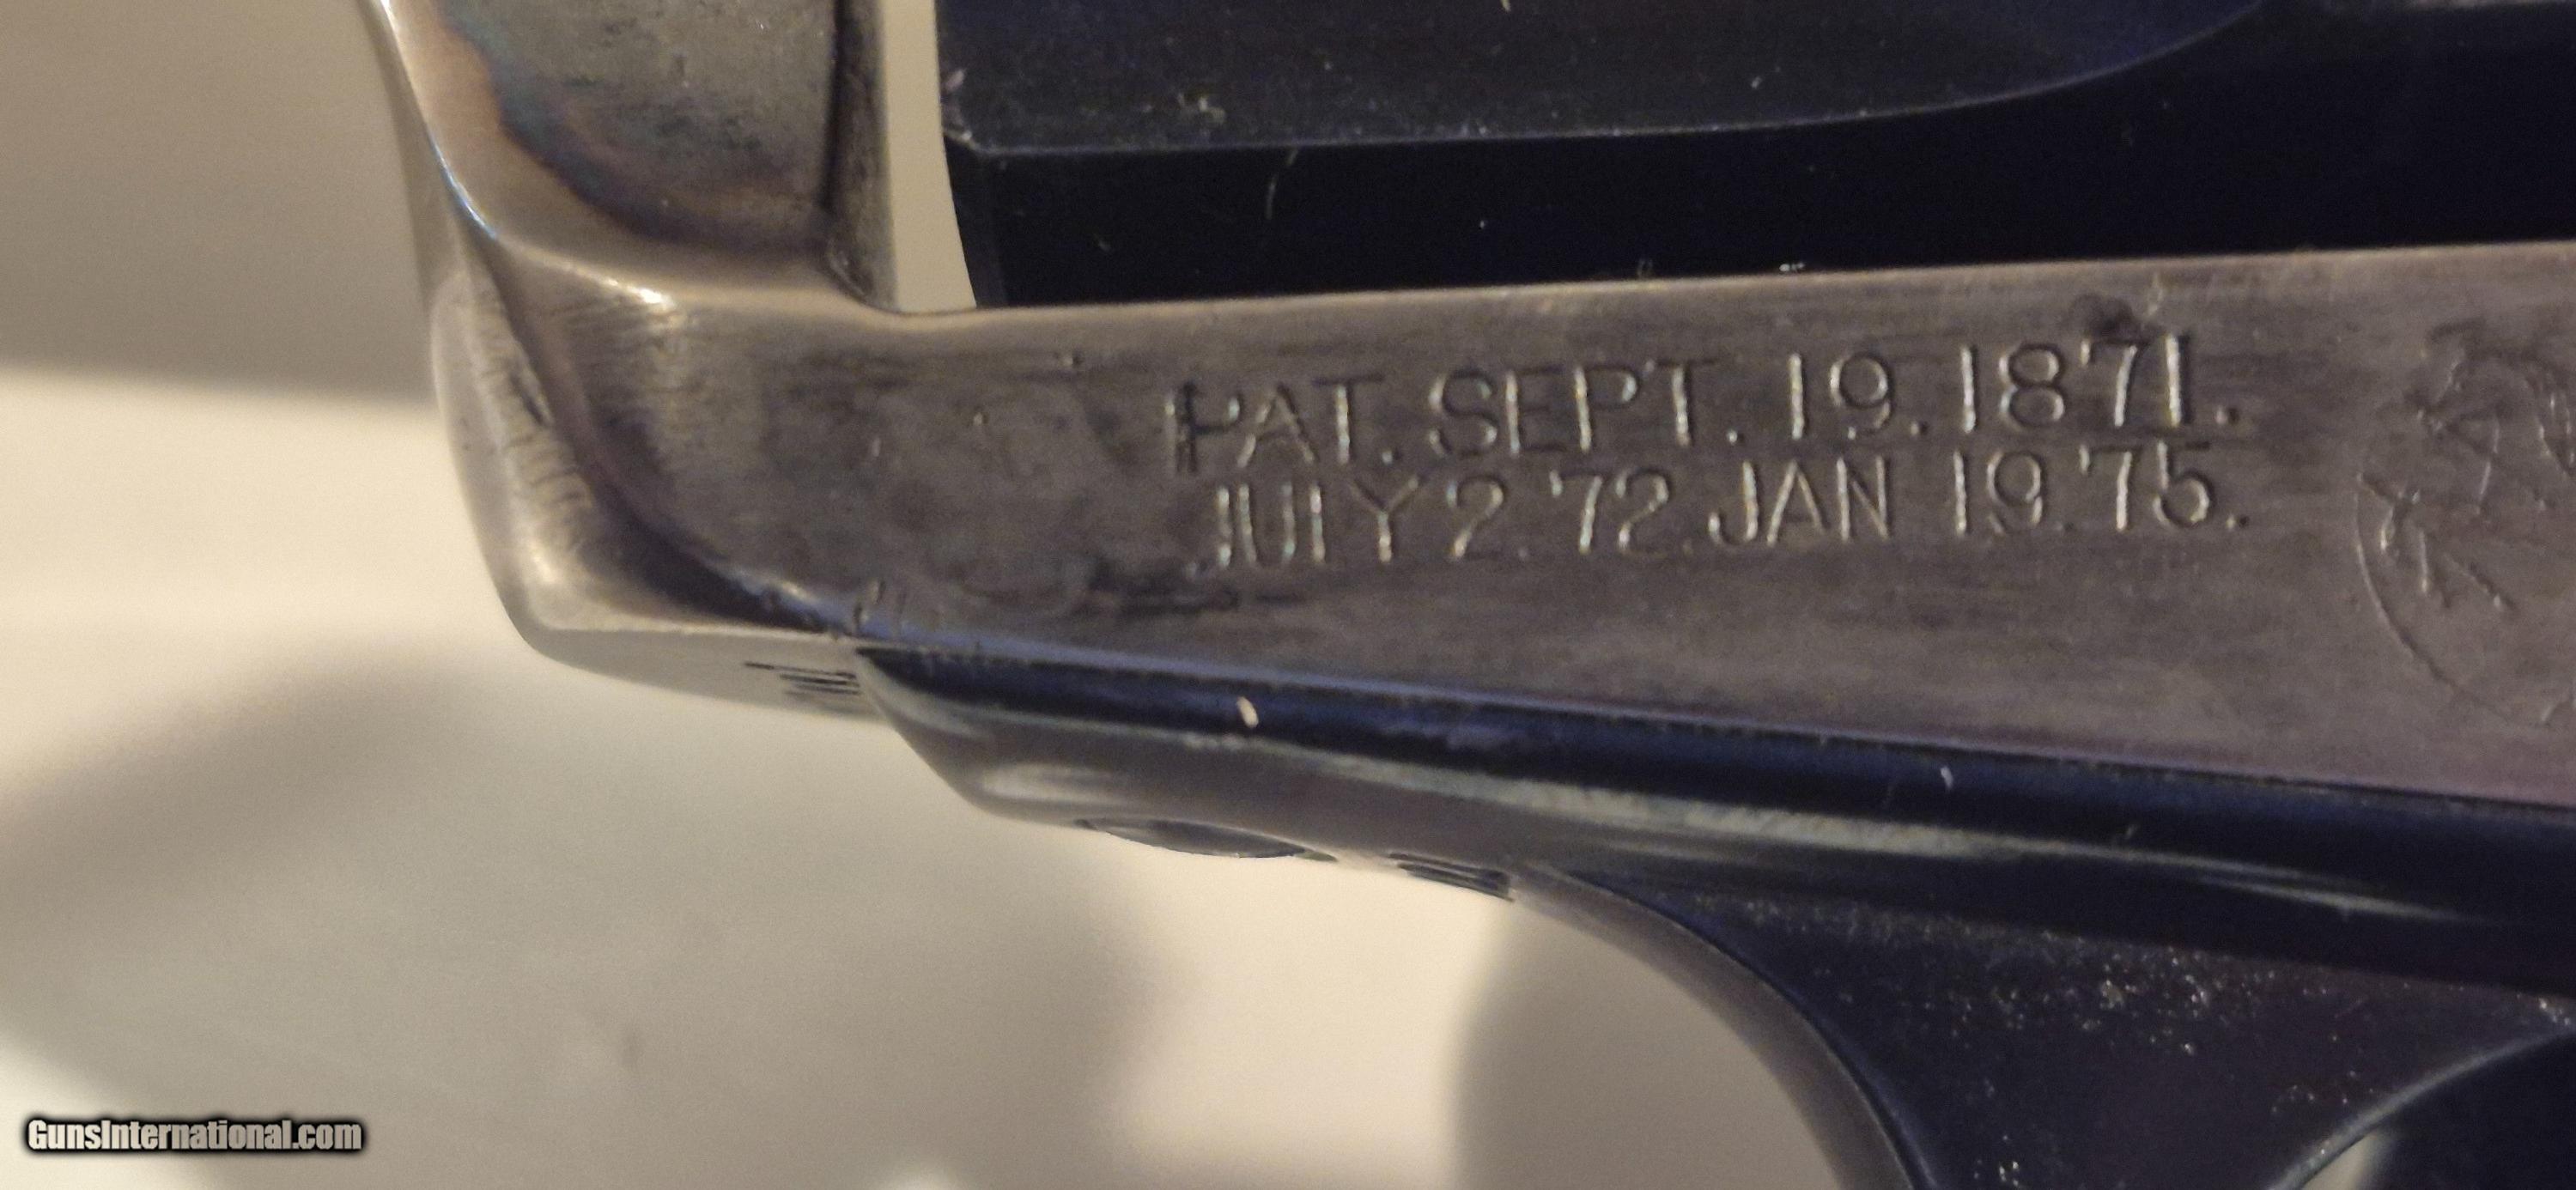 PAT. SEPT. 19. 1871.
JULY 2. '72. JAN 19. '75.
GunsInternational.com